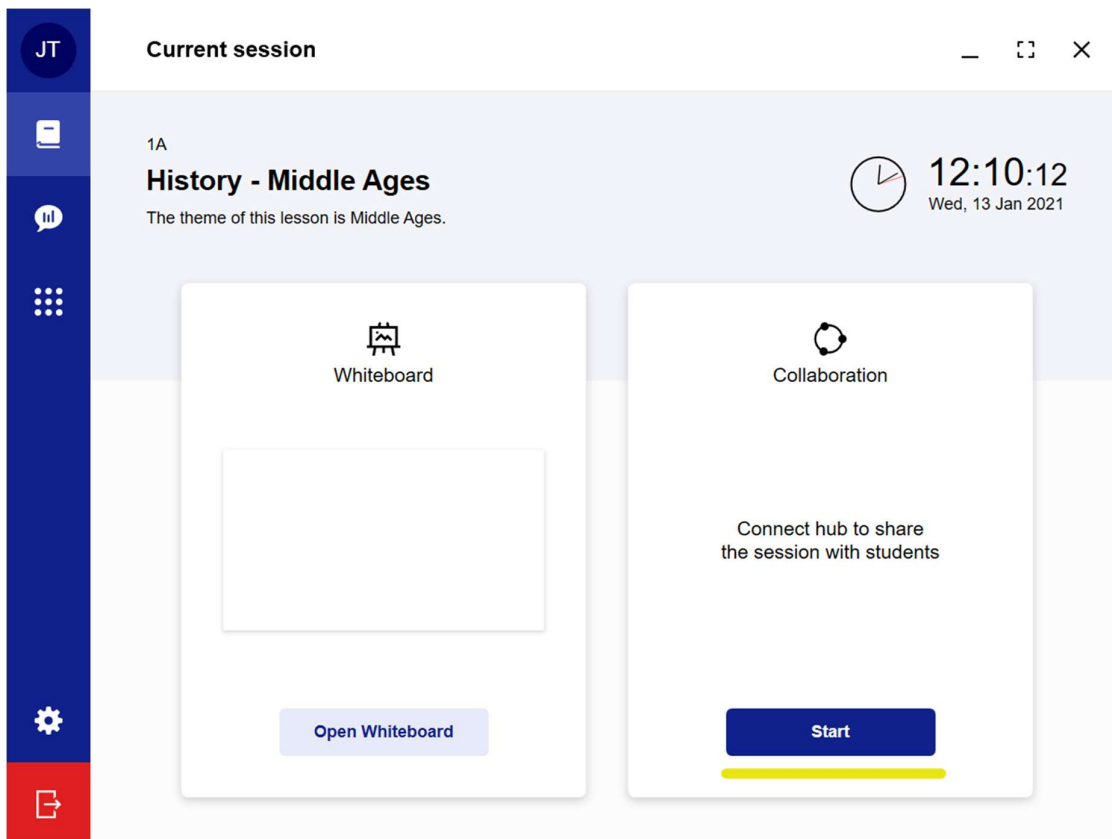 JT
Current session
1A
History - Middle Ages
The theme of this lesson is Middle Ages.
12:10:12
Wed, 13 Jan 2021
Whiteboard
Open Whiteboard
Collaboration
Connect hub to share
the session with students
Start